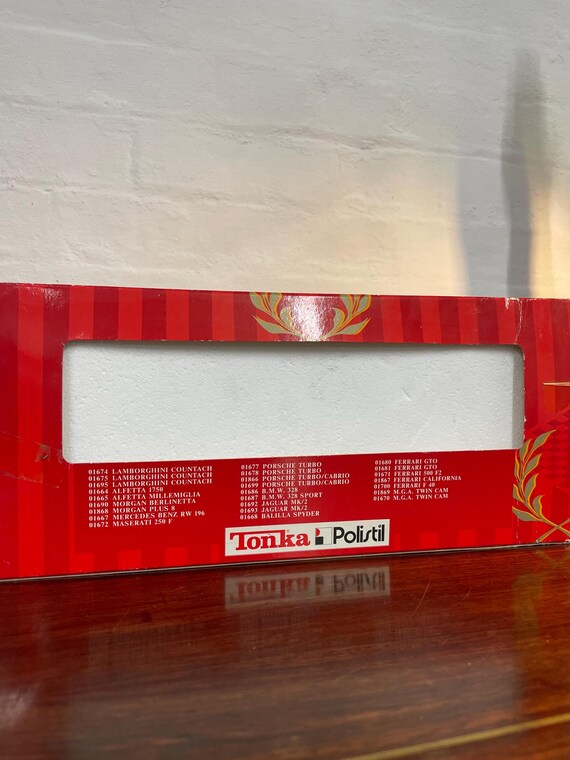 01674 LAMBORGHINI COUNTACH
01675 LAMBORGHINI COUNTACH
01695 LAMBORGHINI COUNTACH
01664 ALFETTA 1750
01665 ALFETTA MILLEMIGLIA
01690 MORGAN BERLINETTA
01868 MORGAN PLUS 8
01667 MERCEDES BENZ RW 196
01672 MASERATI 250 F
01677 PORSCHE TURBO
01678 PORSCHE TURBO
01866 PORSCHE TURBO/CABRIO
01699 PORSCHE TURBO/CABRIO
01686 B.M.W. 328
01687 B.M.W. 328 SPORT
01692 JAGUAR MK/2
01693 JAGUAR MK/2
01668 BALILLA SPYDER
01680 FERRARI GTO
01681 FERRARI GTO
01671 FERRARI 500 F2
01867 FERRARI CALIFORNIA
01700 FERRARI F 40
01869 M.G.A. TWIN CAM
01670 M.G.A. TWIN CAM
Tonka Polistil